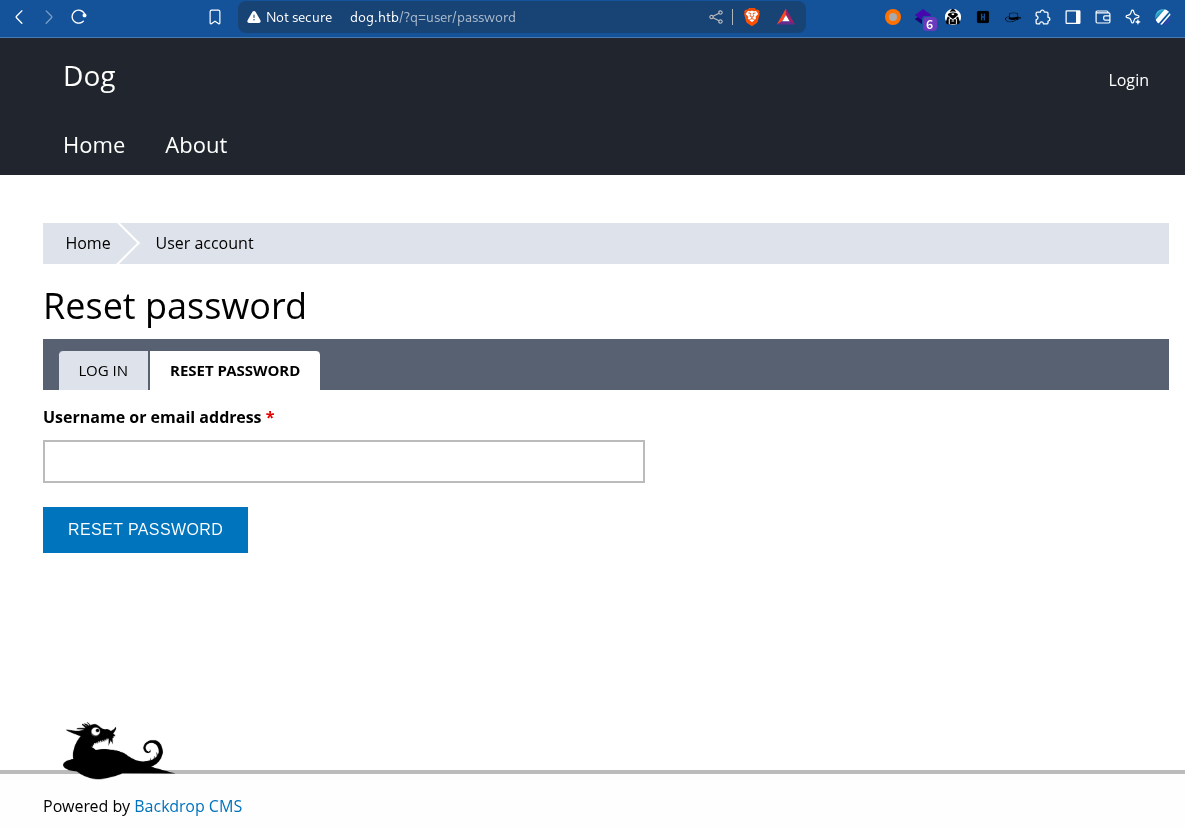 Not secure dog.htb/?q=user/password
6
Dog
Login
Home About
Home User account
Reset password
LOG IN RESET PASSWORD
Username or email address *
RESET PASSWORD
Powered by Backdrop CMS